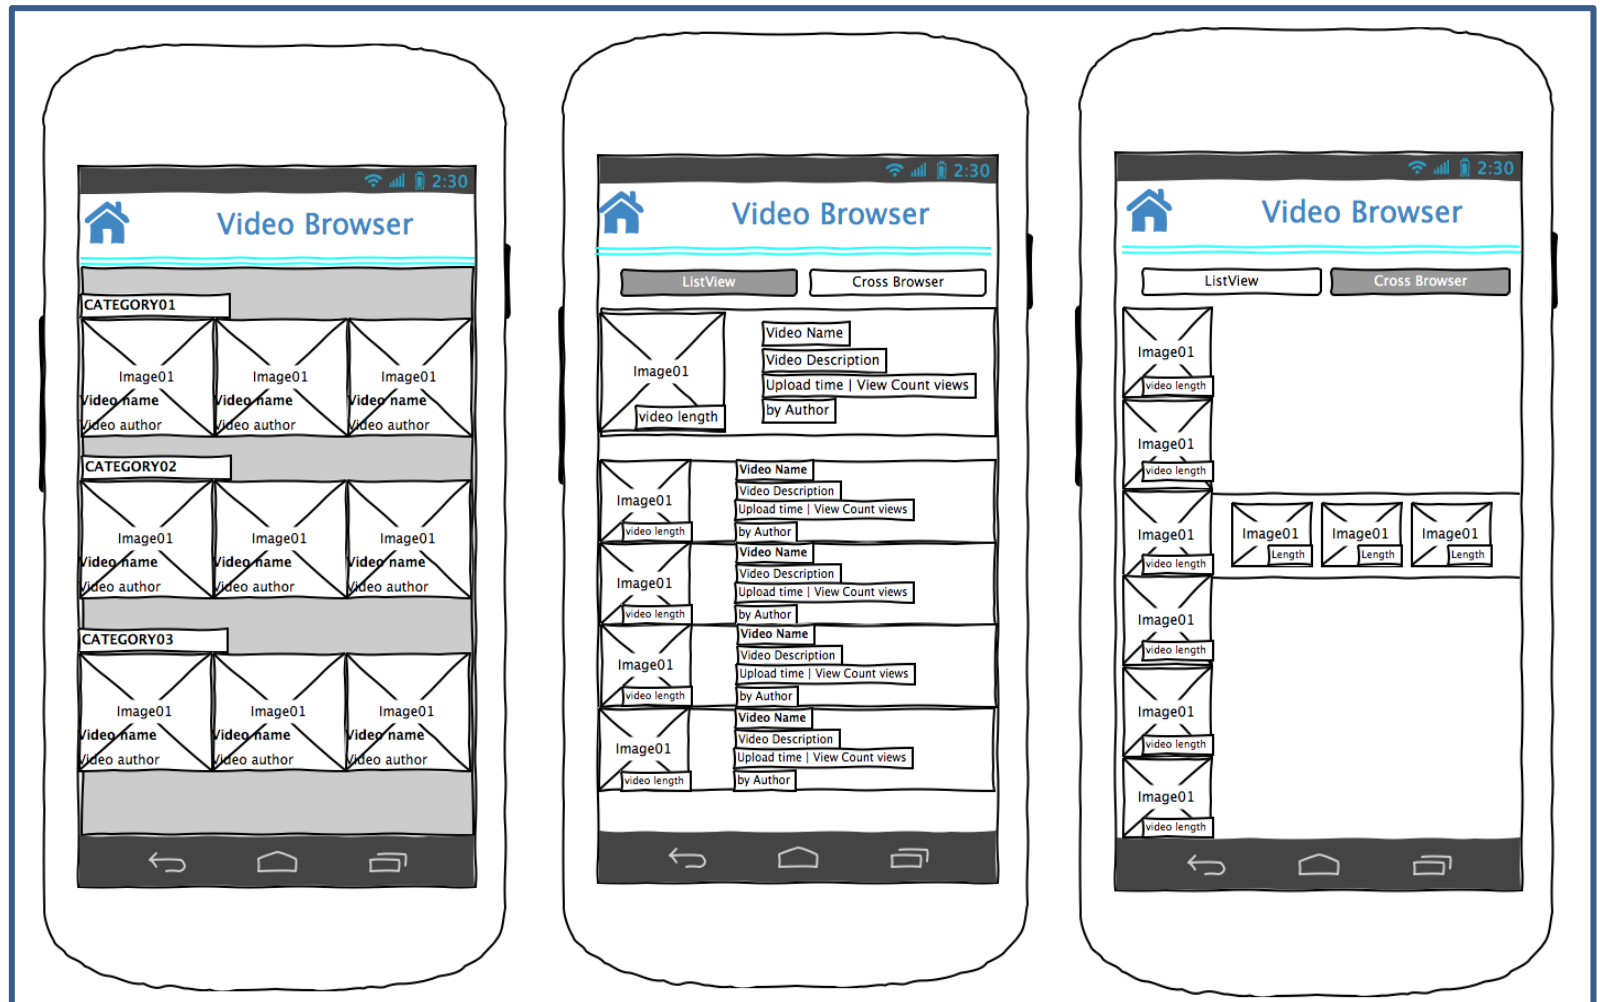 2:30
Video Browser
CATEGORY01
Image01 Image01 Image01
Video name Video name Video name
Video author Video author Video author
CATEGORY02
Image01 Image01 Image01
Video name Video name Video name
Video author Video author Video author
CATEGORY03
Image01 Image01 Image01
Video name Video name Video name
Video author Video author Video author
2:30
Video Browser
ListView Cross Browser
Image01
video length
Video Name
Video Description
Upload time | View Count views
by Author
Image01
video length
Video Name
Video Description
Upload time | View Count views
by Author
Image01
video length
Video Name
Video Description
Upload time | View Count views
by Author
Image01
video length
Video Name
Video Description
Upload time | View Count views
by Author
Image01
video length
Video Name
Video Description
Upload time | View Count views
by Author
2:30
Video Browser
ListView Cross Browser
Image01
video length
Image01
video length
Image01
video length
Image01 Image01 Image01
Length Length Length
Image01
video length
Image01
video length
Image01
video length